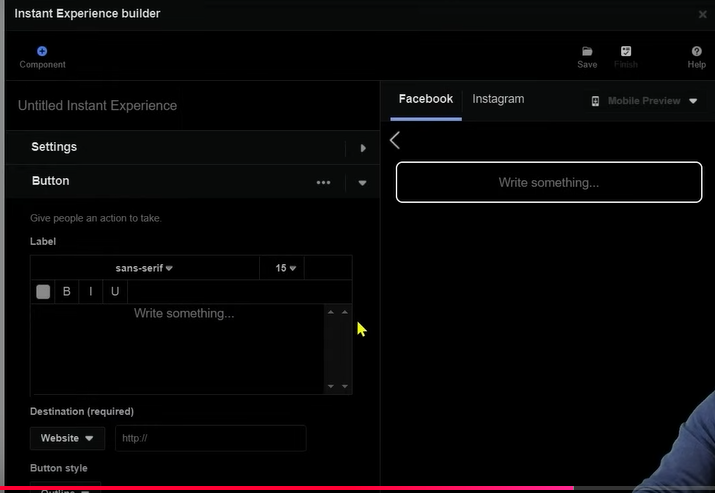 Instant Experience builder
Component
Save
Finish
Help
Untitled Instant Experience
Facebook
Instagram
Mobile Preview
Settings
Button
Write something...
Give people an action to take.
Label
sans-serif
15
B I U
Write something...
Destination (required)
Website
http://
Button style
Outline